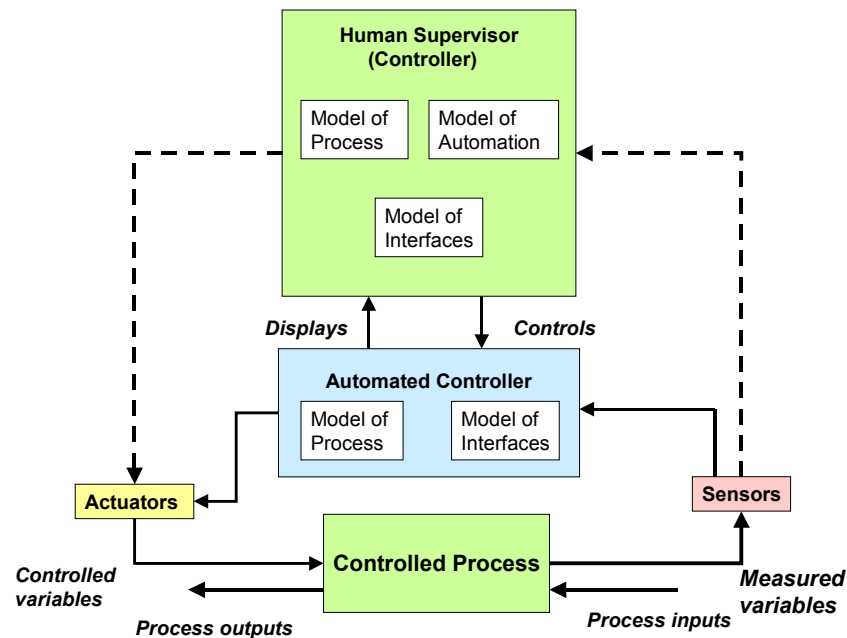 Human Supervisor
(Controller)
Model of
Process
Model of
Automation
Model of
Interfaces
Displays
Controls
Automated Controller
Model of
Process
Model of
Interfaces
Actuators
Sensors
Controlled Process
Controlled
variables
Measured
variables
Process outputs
Process inputs